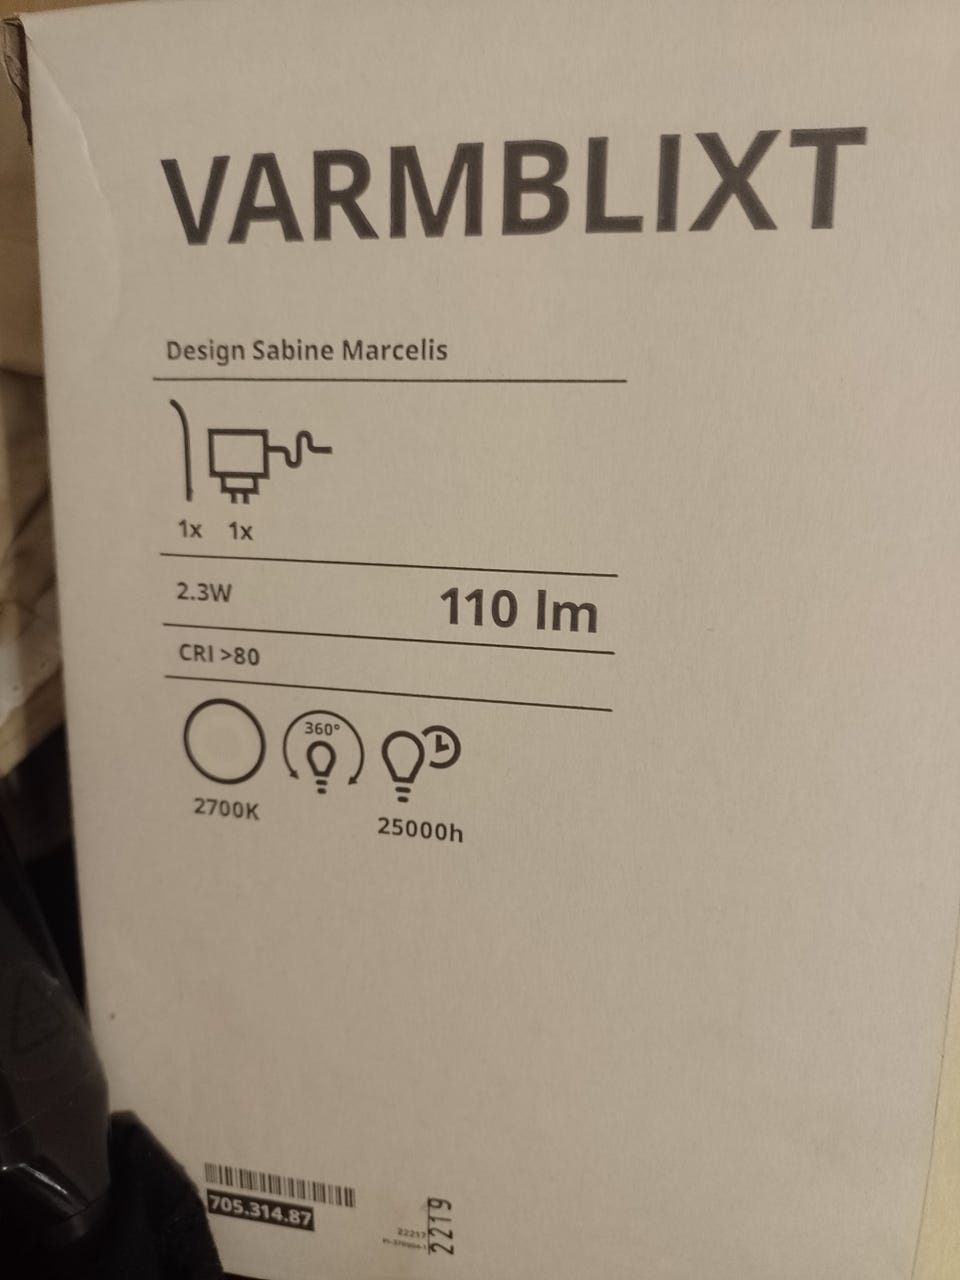 VARMBLIXT
Design Sabine Marcelis
1x 1x
2.3W 110 lm
CRI >80
360°
2700K
25000h
705.314.87
22217
2219